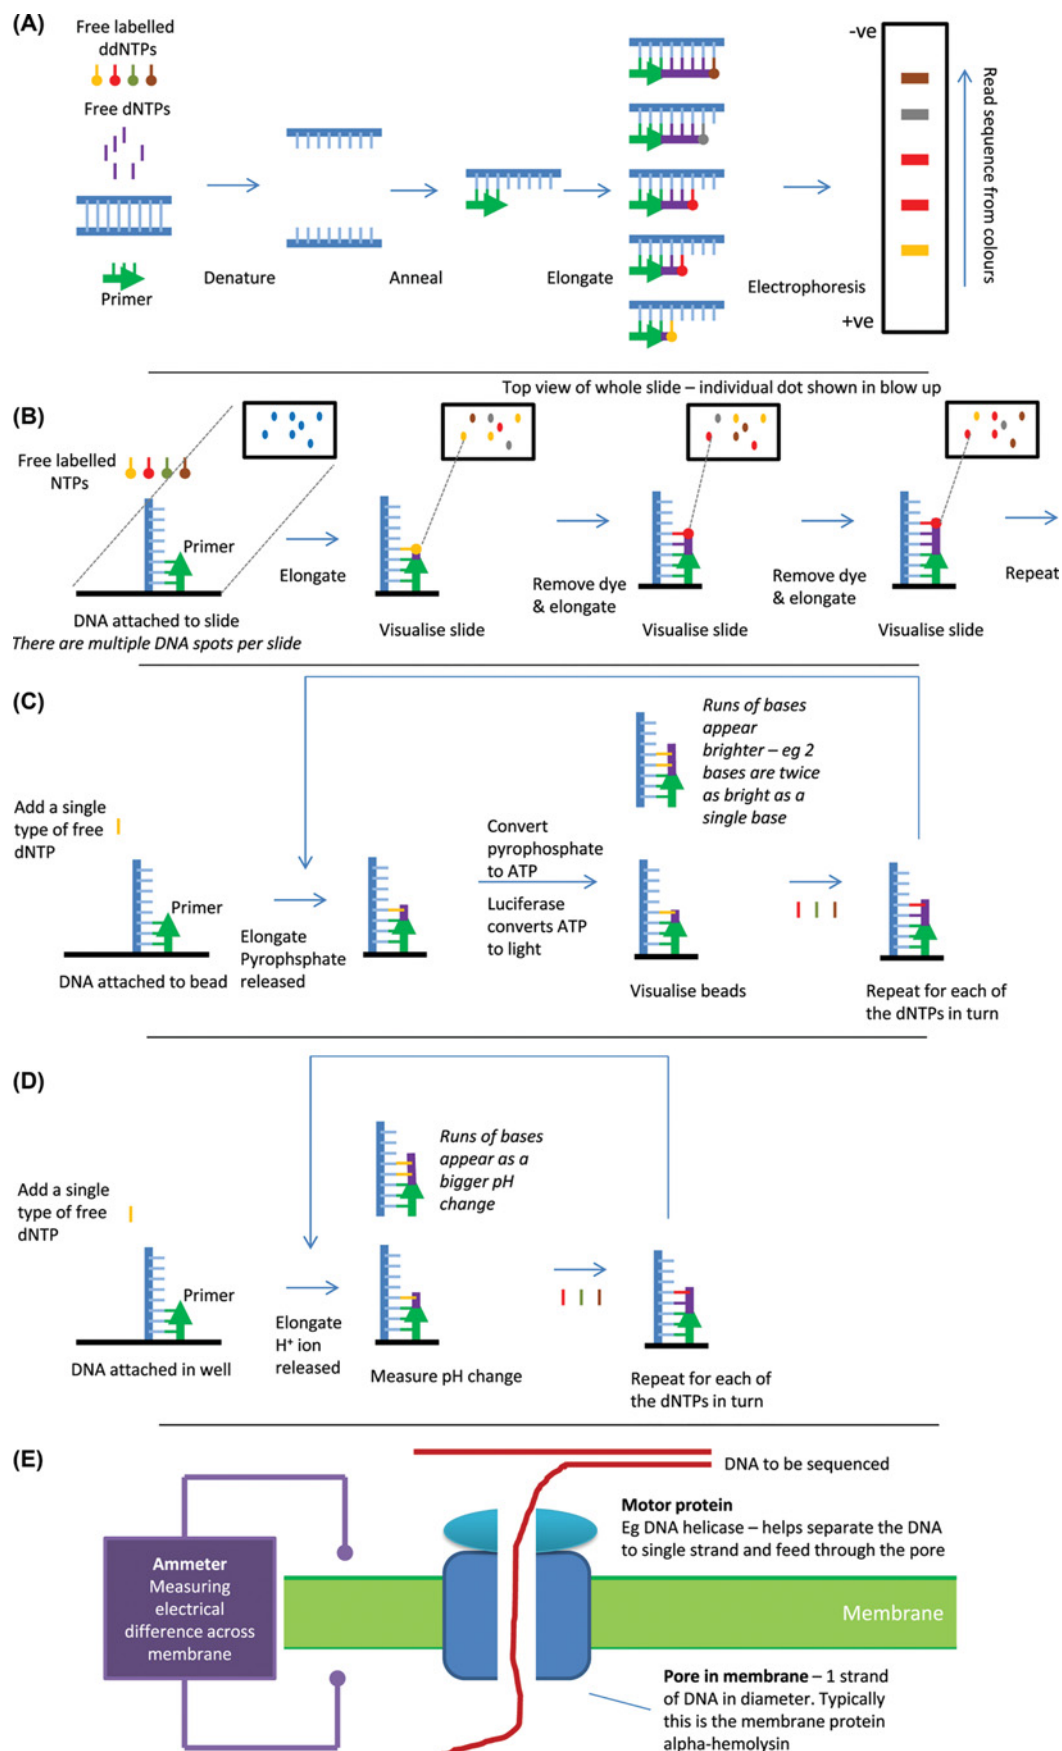 (A)
Free labelled
ddNTPs
Free dNTPs
Primer
Denature
Anneal
Elongate
Electrophoresis
-ve
+ve
Read sequence from colours
Top view of whole slide – individual dot shown in blow up
(B)
Free labelled
NTPs
Primer
DNA attached to slide
There are multiple DNA spots per slide
Elongate
Visualise slide
Remove dye
& elongate
Visualise slide
Remove dye
& elongate
Visualise slide
Repeat
(C)
Add a single
type of free
dNTP
Primer
DNA attached to bead
Elongate
Pyrophsphate
released
Convert
pyrophosphate
to ATP
Luciferase
converts ATP
to light
Runs of bases
appear
brighter – eg 2
bases are twice
as bright as a
single base
Visualise beads
Repeat for each of
the dNTPs in turn
(D)
Add a single
type of free
dNTP
Primer
DNA attached in well
Elongate
H⁺ ion
released
Runs of bases
appear as a
bigger pH
change
Measure pH change
Repeat for each of
the dNTPs in turn
(E)
DNA to be sequenced
Motor protein
Eg DNA helicase – helps separate the DNA
to single strand and feed through the pore
Ammeter
Measuring
electrical
difference across
membrane
Membrane
Pore in membrane – 1 strand
of DNA in diameter. Typically
this is the membrane protein
alpha-hemolysin